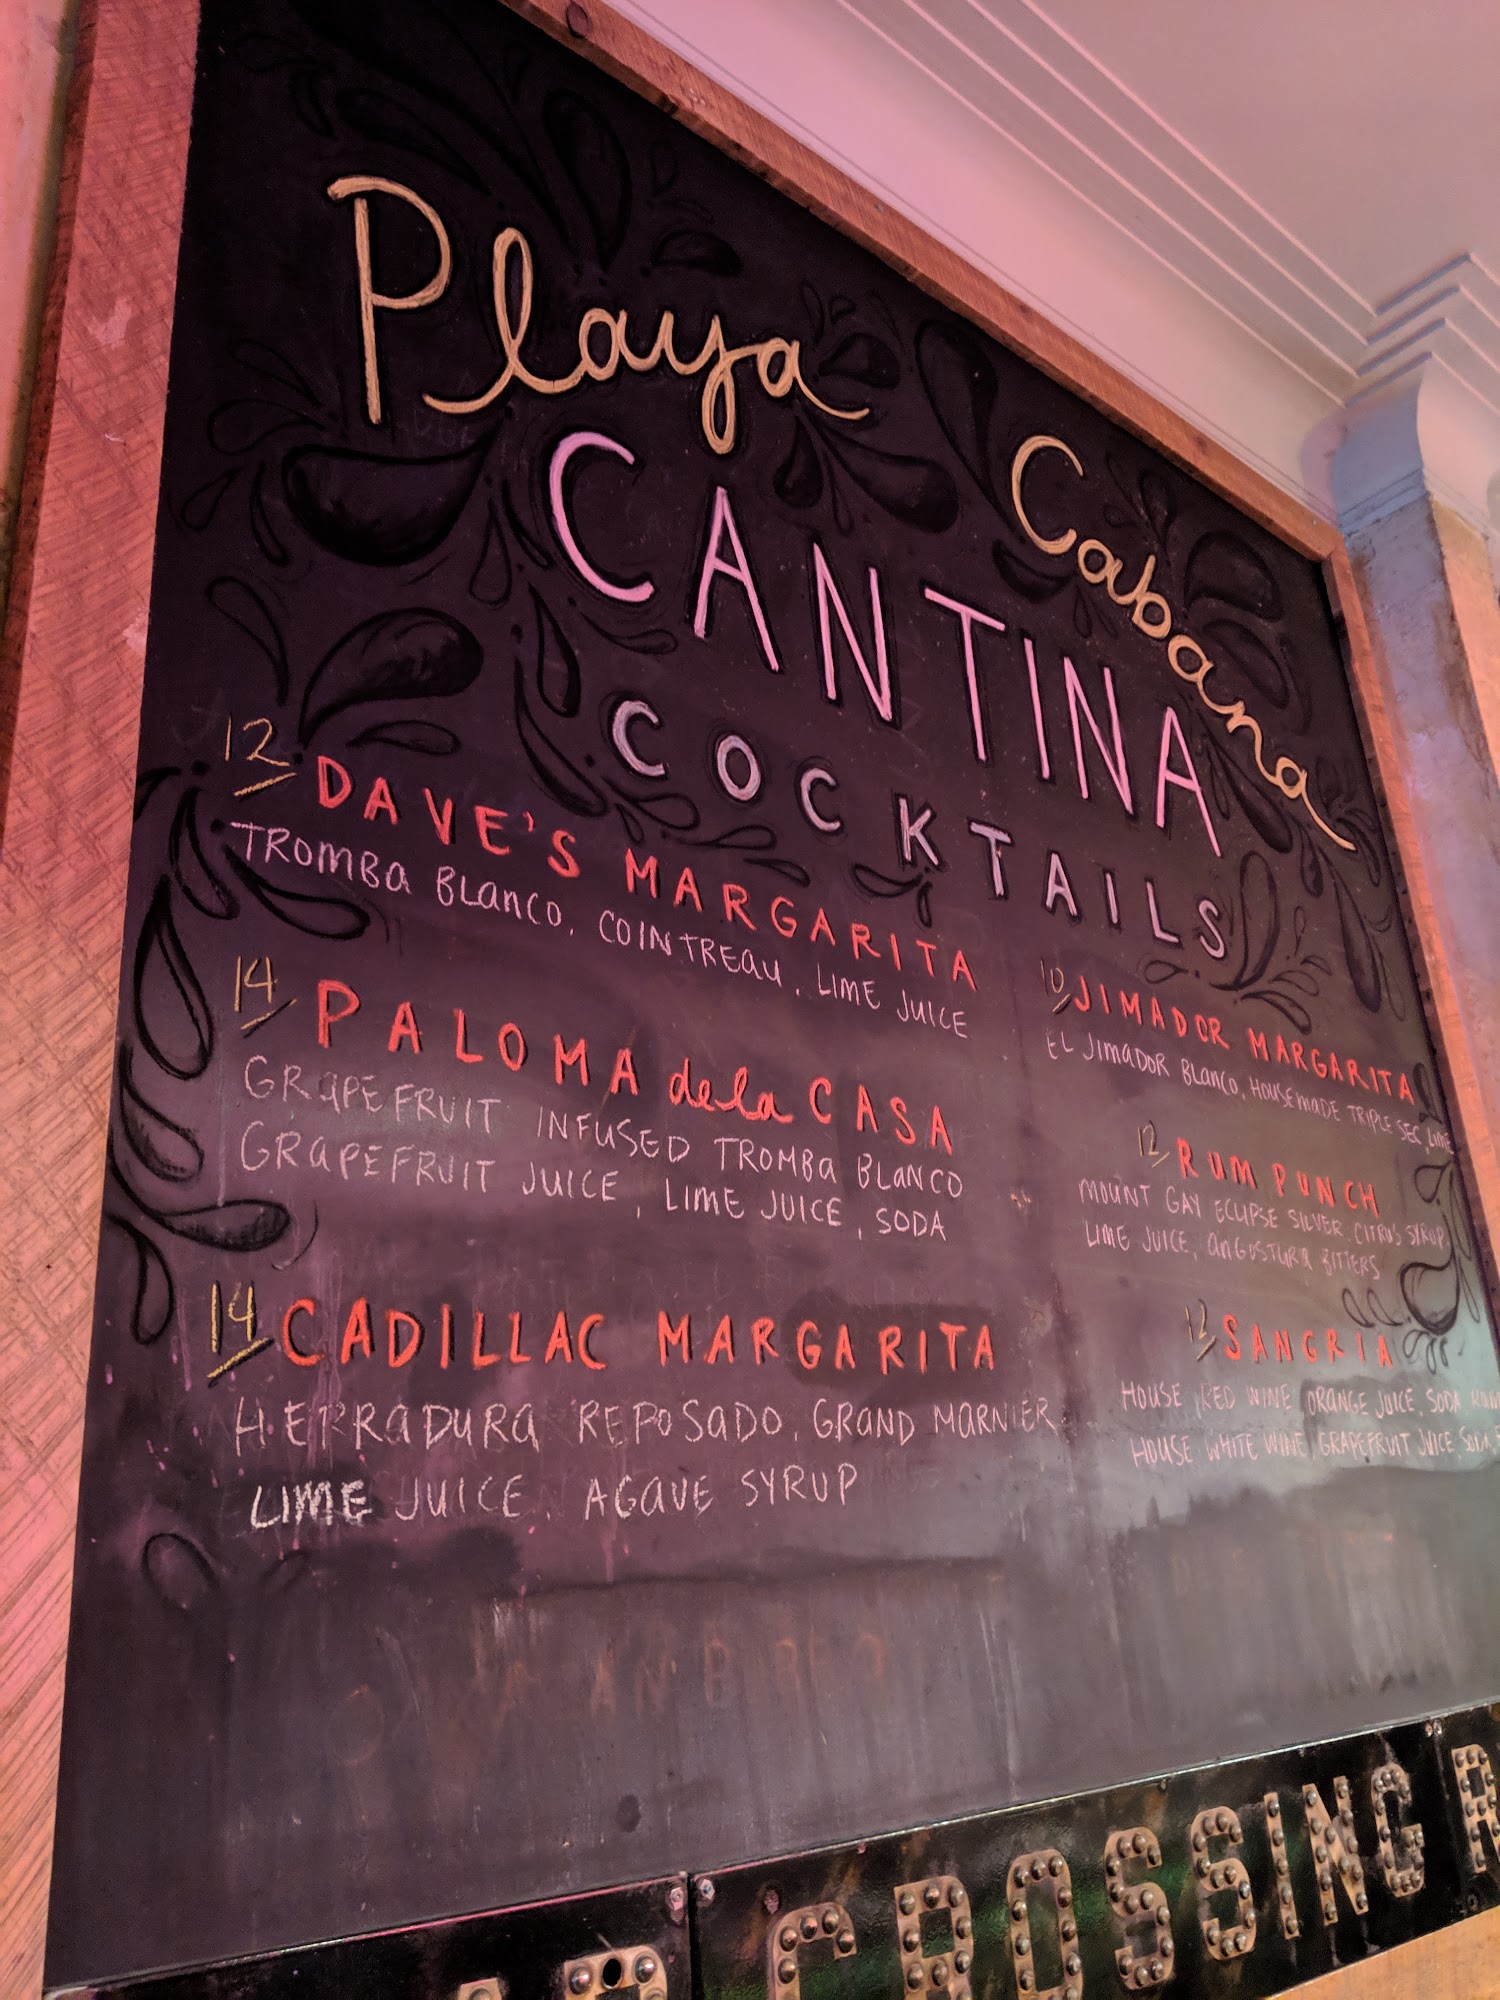 Playa Cabana
CANTINA
COCKTAILS
12 DAVE'S MARGARITA
TROMBA BLANCO, COINTREAU, LIME JUICE
14 PALOMA de la CASA
GRAPEFRUIT INFUSED TROMBA BLANCO
GRAPEFRUIT JUICE, LIME JUICE, SODA
14 CADILLAC MARGARITA
HERRADURA REPOSADO, GRAND MARNIER
LIME JUICE, AGAVE SYRUP
10 JIMADOR MARGARITA
EL JIMADOR BLANCO, HOUSEMADE TRIPLE SEC, LIME
12 RUM PUNCH
MOUNT GAY ECLIPSE SILVER, CITRUS SYRUP,
LIME JUICE, ANGOSTURA BITTERS
12 SANGRIA
HOUSE RED WINE, ORANGE JUICE, SODA
HOUSE WHITE WINE, GRAPEFRUIT JUICE, SODA,
CROSSING